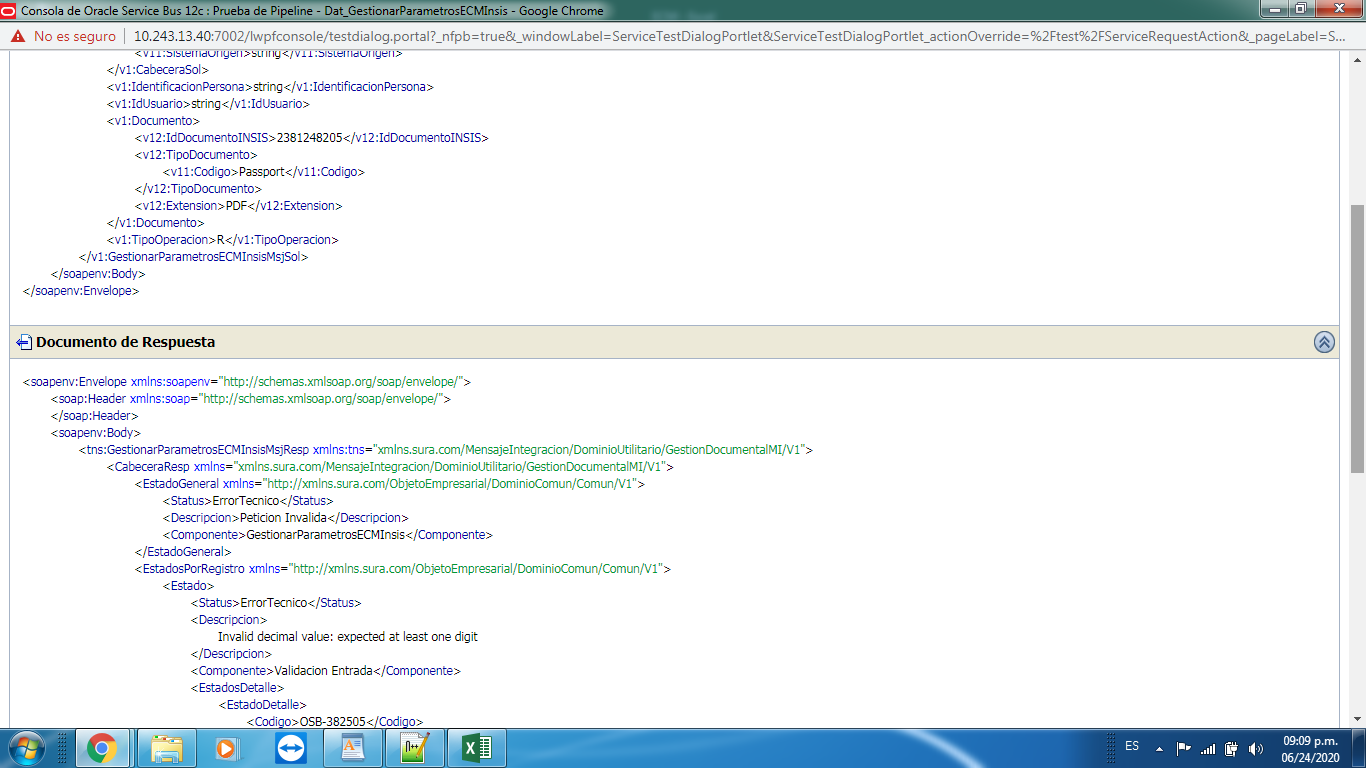 Consola de Oracle Service Bus 12c : Prueba de Pipeline - Dat_GestionarParametrosECMInsis - Google Chrome
No es seguro | 10.243.13.40:7002/lwpfconsole/testdialog.portal?_nfpb=true&_windowLabel=ServiceTestDialogPortlet&ServiceTestDialogPortlet_actionOverride=%2Ftest%2FServiceRequestAction&_pageLabel=S...
<v11:SistemaOrigen>string</v11:SistemaOrigen>
</v1:CabeceraSol>
<v1:IdentificacionPersona>string</v1:IdentificacionPersona>
<v1:IdUsuario>string</v1:IdUsuario>
<v1:Documento>
<v12:IdDocumentoINSIS>2381248205</v12:IdDocumentoINSIS>
<v12:TipoDocumento>
<v11:Codigo>Passport</v11:Codigo>
</v12:TipoDocumento>
<v12:Extension>PDF</v12:Extension>
</v1:Documento>
<v1:TipoOperacion>R</v1:TipoOperacion>
</v1:GestionarParametrosECMInsisMsjSol>
</soapenv:Body>
</soapenv:Envelope>
Documento de Respuesta
<soapenv:Envelope xmlns:soapenv="http://schemas.xmlsoap.org/soap/envelope/">
<soap:Header xmlns:soap="http://schemas.xmlsoap.org/soap/envelope/">
</soap:Header>
<soapenv:Body>
<tns:GestionarParametrosECMInsisMsjResp xmlns:tns="xmlns.sura.com/MensajeIntegracion/DominioUtilitario/GestionDocumentalMI/V1">
<CabeceraResp xmlns="xmlns.sura.com/MensajeIntegracion/DominioUtilitario/GestionDocumentalMI/V1">
<EstadoGeneral xmlns="http://xmlns.sura.com/ObjetoEmpresarial/DominioComun/Comun/V1">
<Status>ErrorTecnico</Status>
<Descripcion>Peticion Invalida</Descripcion>
<Componente>GestionarParametrosECMInsis</Componente>
</EstadoGeneral>
<EstadosPorRegistro xmlns="http://xmlns.sura.com/ObjetoEmpresarial/DominioComun/Comun/V1">
<Estado>
<Status>ErrorTecnico</Status>
<Descripcion>
Invalid decimal value: expected at least one digit
</Descripcion>
<Componente>Validacion Entrada</Componente>
<EstadosDetalle>
<EstadoDetalle>
<Codigo>OSB-382505</Codigo>
ES
09:09 p.m.
06/24/2020